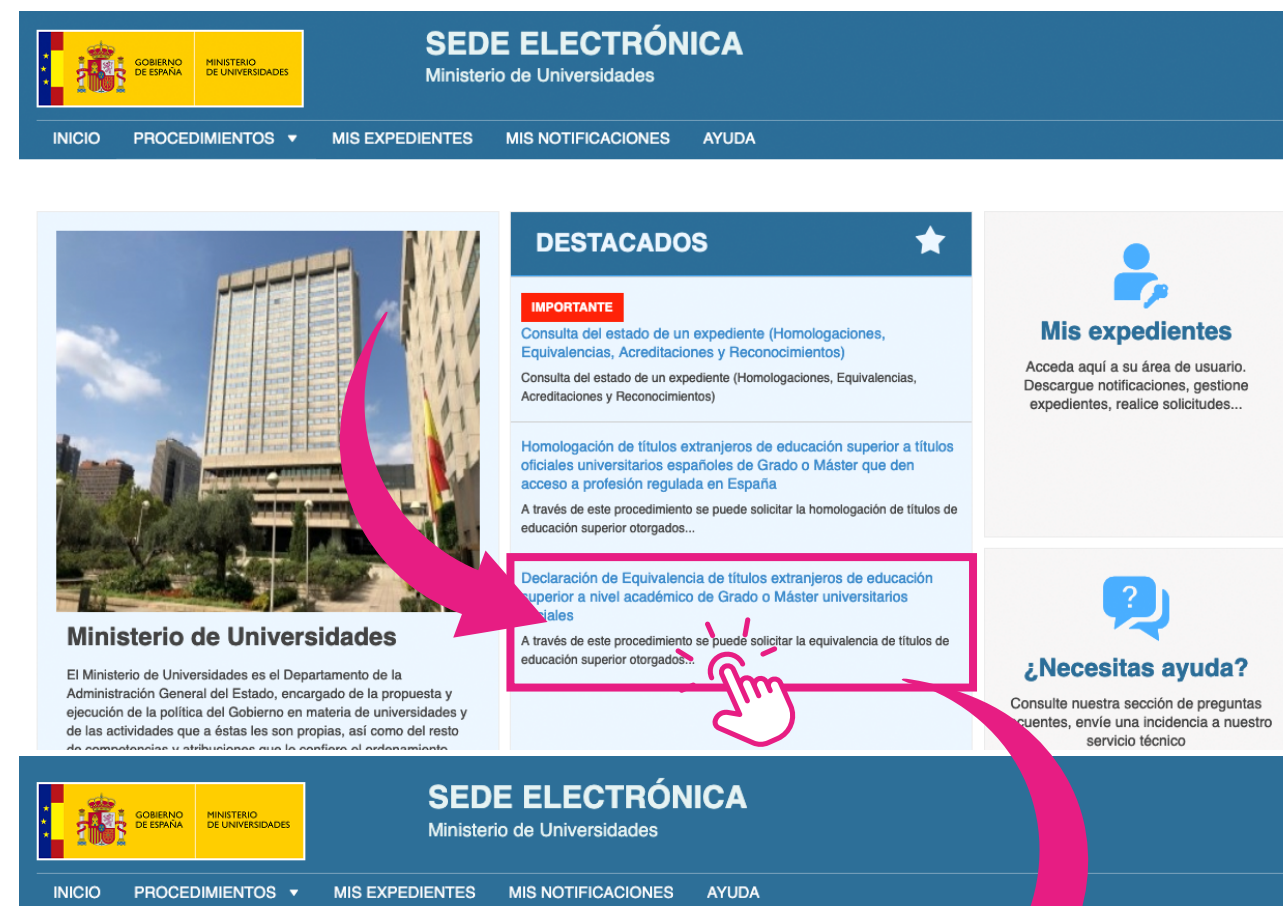 GOBIERNO
DE ESPAÑA
MINISTERIO
DE UNIVERSIDADES
SEDE ELECTRÓNICA
Ministerio de Universidades
INICIO PROCEDIMIENTOS MIS EXPEDIENTES MIS NOTIFICACIONES AYUDA
Ministerio de Universidades
El Ministerio de Universidades es el Departamento de la
Administración General del Estado, encargado de la propuesta y
ejecución de la política del Gobierno en materia de universidades y
de las actividades que a éstas les son propias, así como del resto
de competencias y atribuciones que le confiere el ordenamiento
DESTACADOS
IMPORTANTE
Consulta del estado de un expediente (Homologaciones,
Equivalencias, Acreditaciones y Reconocimientos)
Consulta del estado de un expediente (Homologaciones, Equivalencias,
Acreditaciones y Reconocimientos)
Homologación de títulos extranjeros de educación superior a títulos
oficiales universitarios españoles de Grado o Máster que den
acceso a profesión regulada en España
A través de este procedimiento se puede solicitar la homologación de títulos de
educación superior otorgados...
Declaración de Equivalencia de títulos extranjeros de educación
superior a nivel académico de Grado o Máster universitarios
A través de este procedimiento se puede solicitar la equivalencia de títulos de
educación superior otorgados...
Mis expedientes
Acceda aquí a su área de usuario.
Descargue notificaciones, gestione
expedientes, realice solicitudes...
?
¿Necesitas ayuda?
Consulte nuestra sección de preguntas
envíe una incidencia a nuestro
servicio técnico
GOBIERNO
DE ESPAÑA
MINISTERIO
DE UNIVERSIDADES
SEDE ELECTRÓNICA
Ministerio de Universidades
INICIO PROCEDIMIENTOS MIS EXPEDIENTES MIS NOTIFICACIONES AYUDA